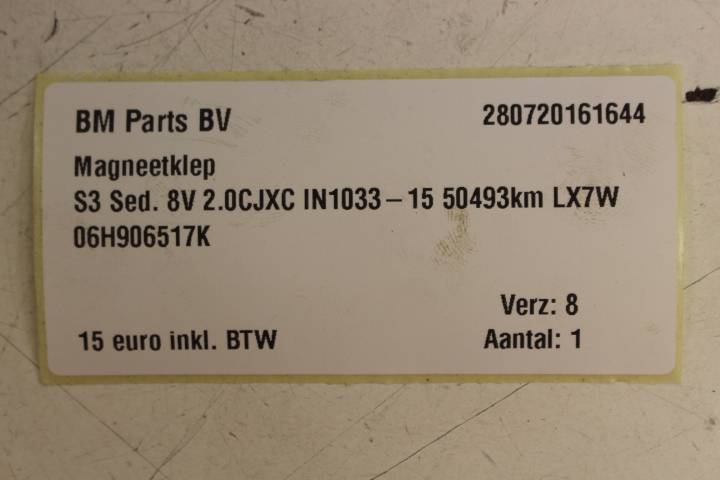 BM Parts BV 280720161644
Magneetklep
S3 Sed. 8V 2.0CJXC IN1033-15 50493km LX7W
06H906517K
Verz: 8
15 euro inkl. BTW Aantal: 1